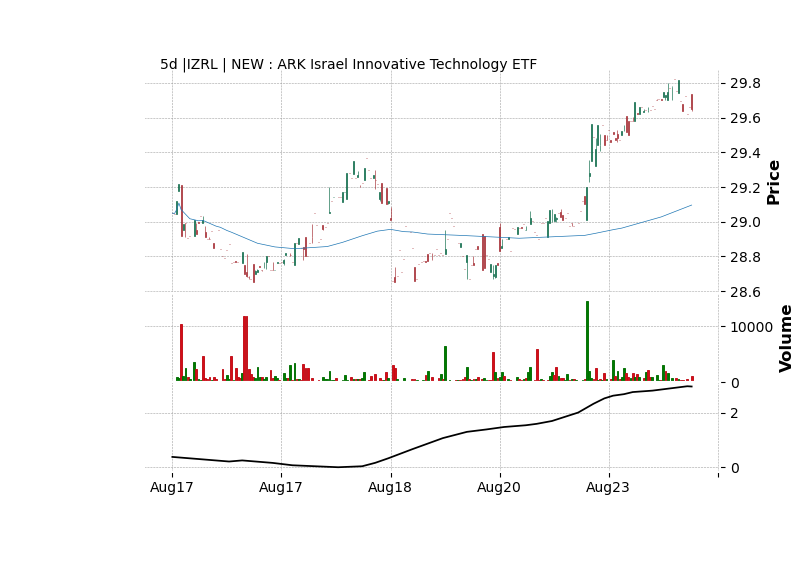 5d |IZRL | NEW : ARK Israel Innovative Technology ETF
29.8
29.6
29.4
29.2
29.0
28.8
28.6
Price
10000
0
Volume
2
0
Aug17
Aug17
Aug18
Aug20
Aug23